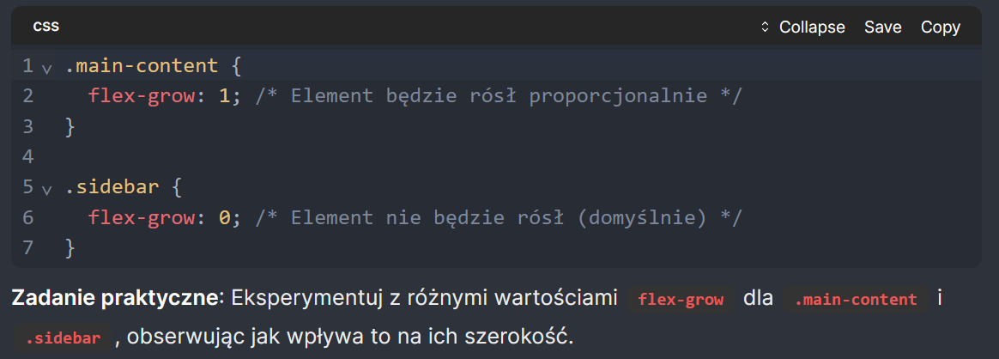 css
Collapse Save Copy
1 .main-content {
2 flex-grow: 1; /* Element będzie rósł proporcjonalnie */
3 }
4
5 .sidebar {
6 flex-grow: 0; /* Element nie będzie rósł (domyślnie) */
7 }
Zadanie praktyczne: Eksperymentuj z różnymi wartościami flex-grow dla .main-content i
.sidebar , obserwując jak wpływa to na ich szerokość.